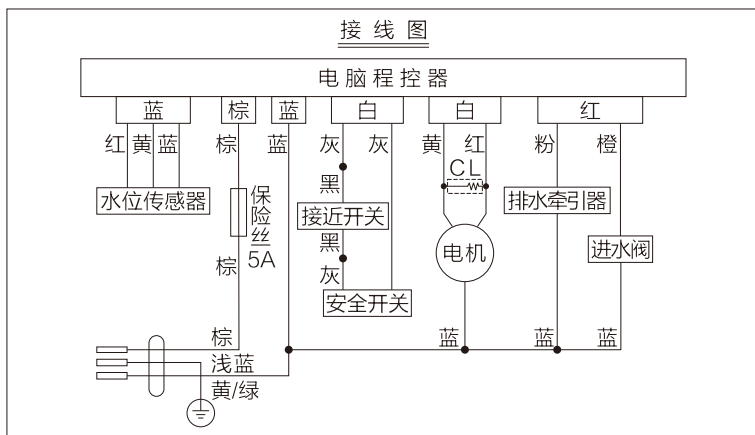 接线图
电脑程控器
蓝 棕 蓝 白 白 红
红 黄 蓝 棕 蓝 灰 灰 黄 红 粉 橙
CL
黑
水位传感器
保险丝
5A
接近开关
排水牵引器
黑
电机
进水阀
棕
灰
安全开关
棕
蓝 蓝 蓝
浅蓝
黄/绿